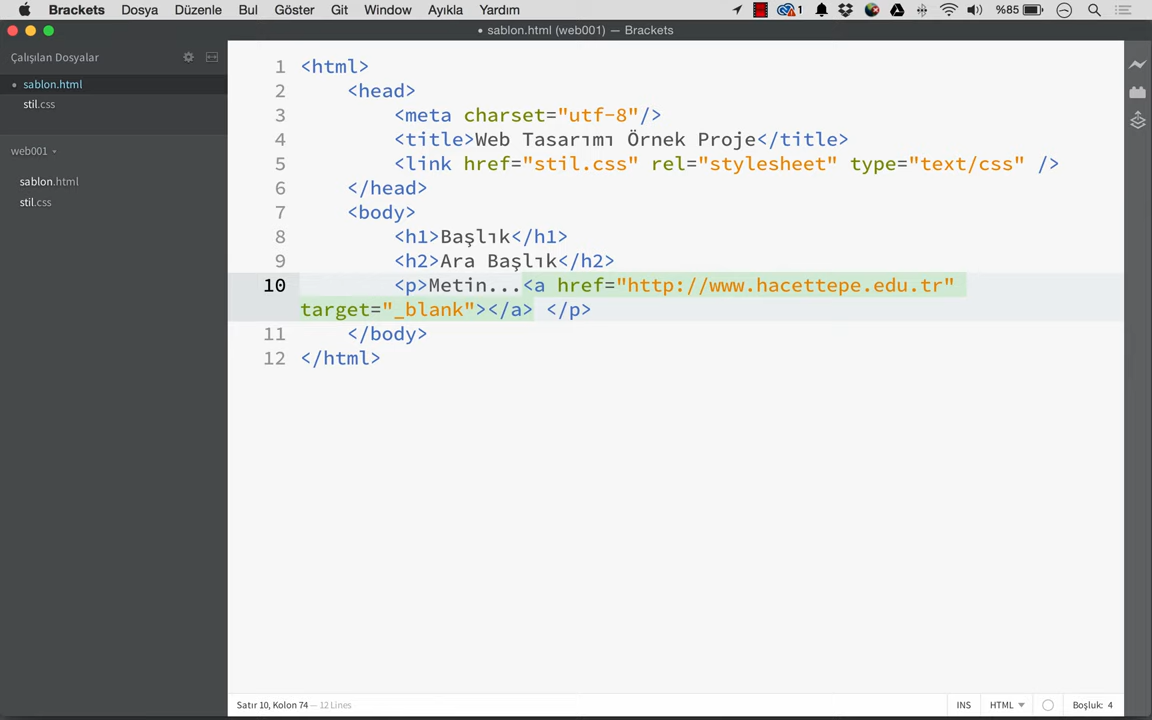 Brackets Dosya Düzenle Bul Göster Git Window Ayıkla Yardım 1 %85
• sablon.html (web001) — Brackets
Çalışılan Dosyalar
• sablon.html
stil.css
web001
sablon.html
stil.css
1 <html>
2 <head>
3 <meta charset="utf-8"/>
4 <title>Web Tasarımı Örnek Proje</title>
5 <link href="stil.css" rel="stylesheet" type="text/css" />
6 </head>
7 <body>
8 <h1>Başlık</h1>
9 <h2>Ara Başlık</h2>
10 <p>Metin...<a href="http://www.hacettepe.edu.tr"
target="_blank"></a> </p>
11 </body>
12 </html>
Satır 10, Kolon 74 — 12 Lines INS HTML Boşluk: 4